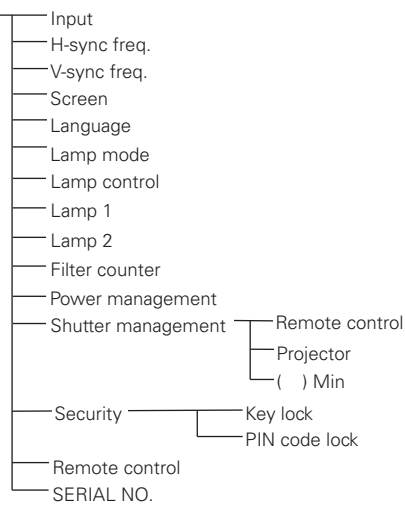 Input
H-sync freq.
V-sync freq.
Screen
Language
Lamp mode
Lamp control
Lamp 1
Lamp 2
Filter counter
Power management
Shutter management
Remote control
Projector
( ) Min
Security
Key lock
PIN code lock
Remote control
SERIAL NO.